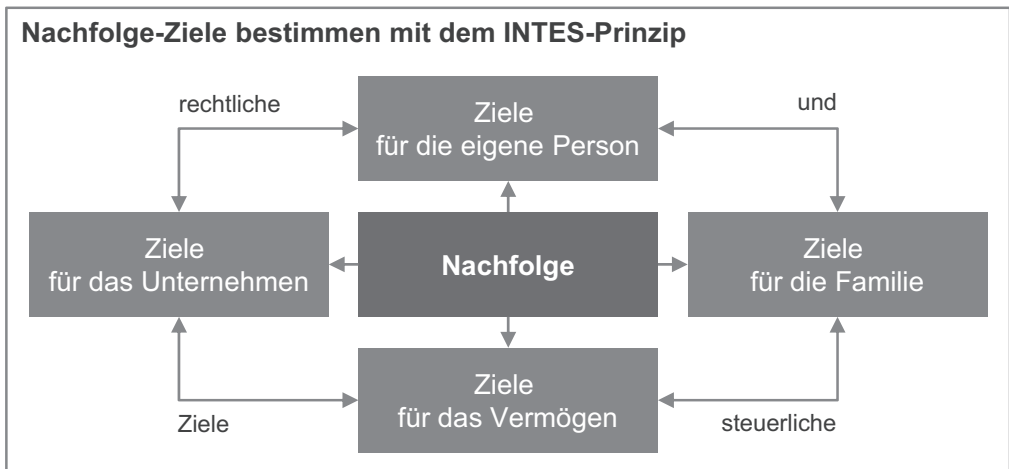 Nachfolge-Ziele bestimmen mit dem INTES-Prinzip
rechtliche
Ziele
für die eigene Person
und
Ziele
für das Unternehmen
Nachfolge
Ziele
für die Familie
Ziele
Ziele
für das Vermögen
steuerliche